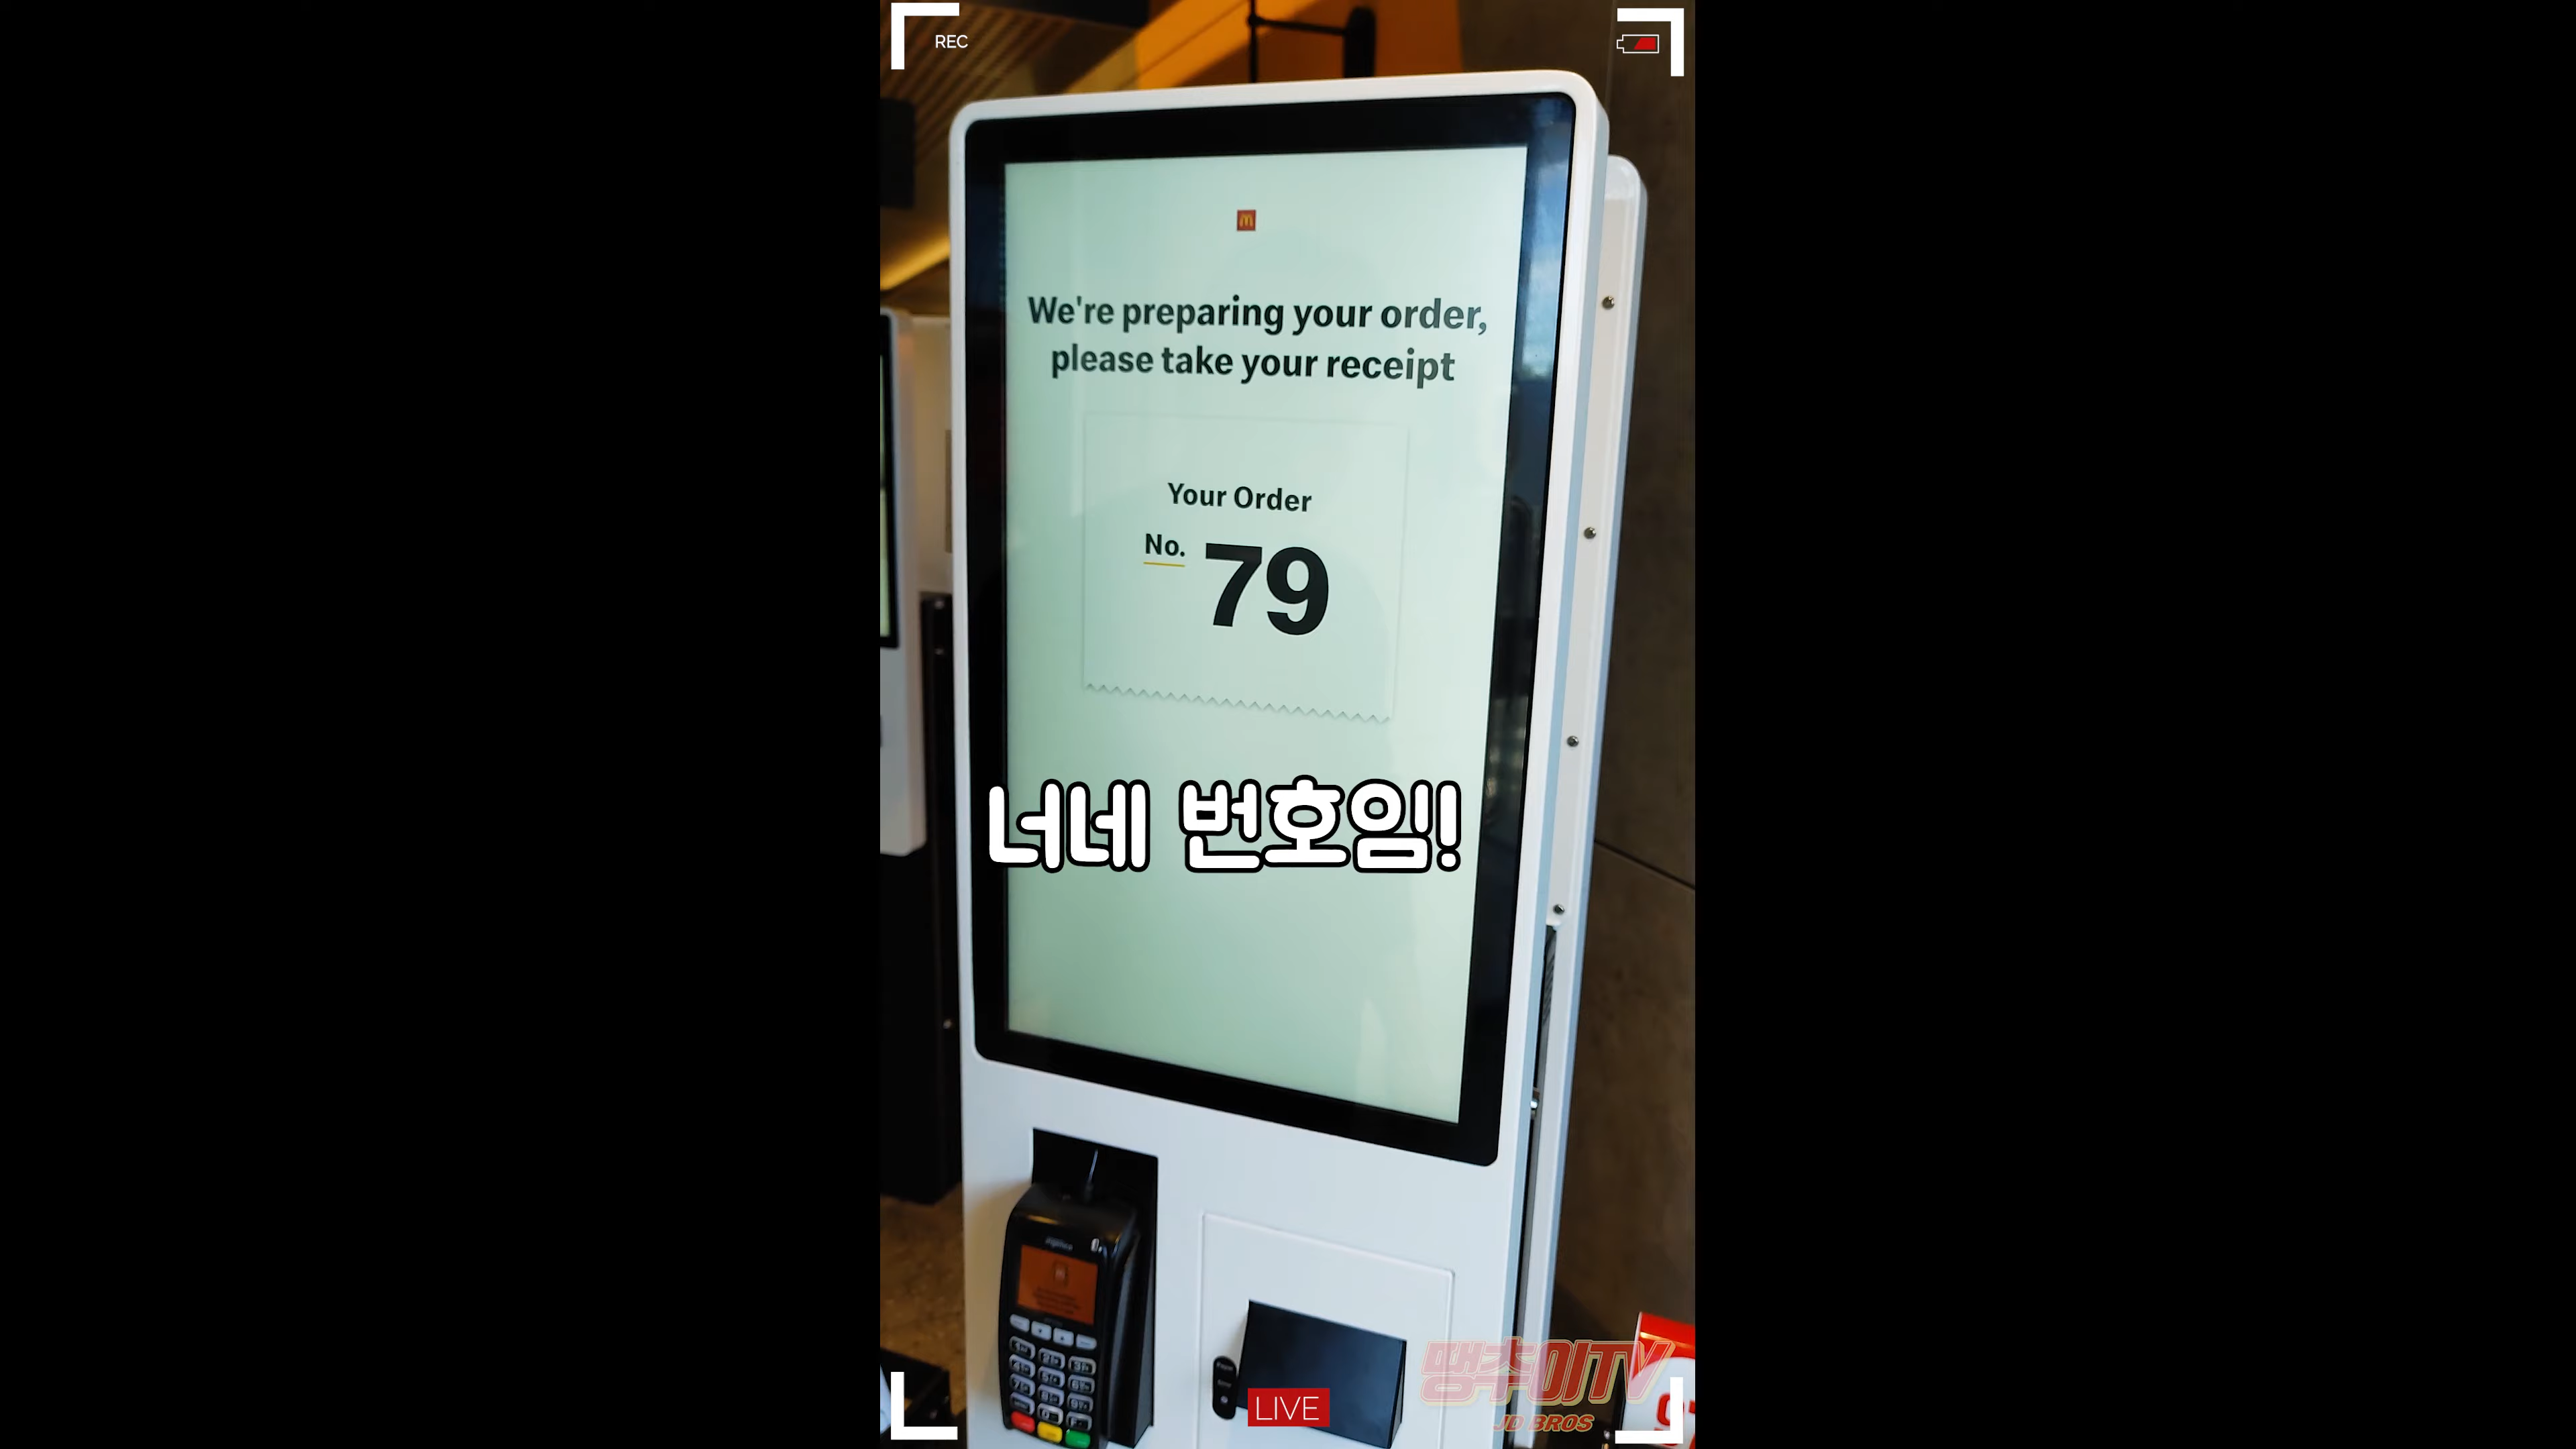 REC
We're preparing your order,
please take your receipt
Your Order
No. 79
너네 번호임!
LIVE
땡초이TV
JD BROS